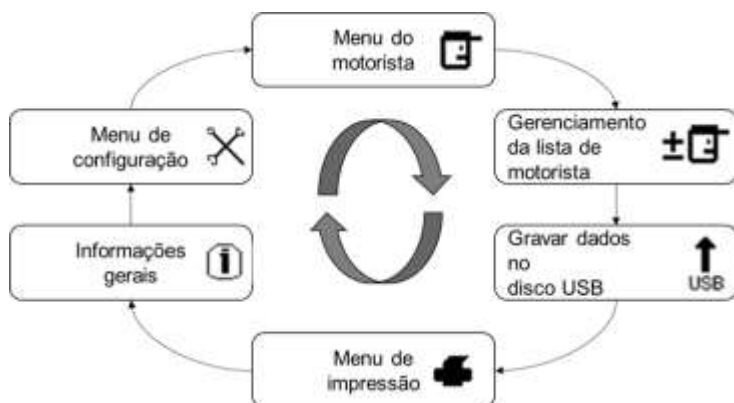 Menu do
motorista
Gerenciamento
da lista de
motorista
Gravar dados
no
disco USB
USB
Menu de
impressão
Informações
gerais
i
Menu de
configuração